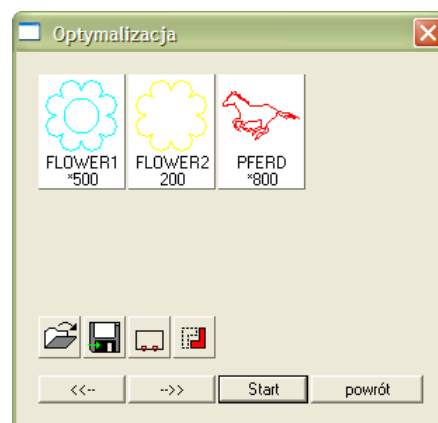 Optymalizacja
FLOWER1 FLOWER2 PFERD
*500 200 *800
<<-- -->> Start powrót